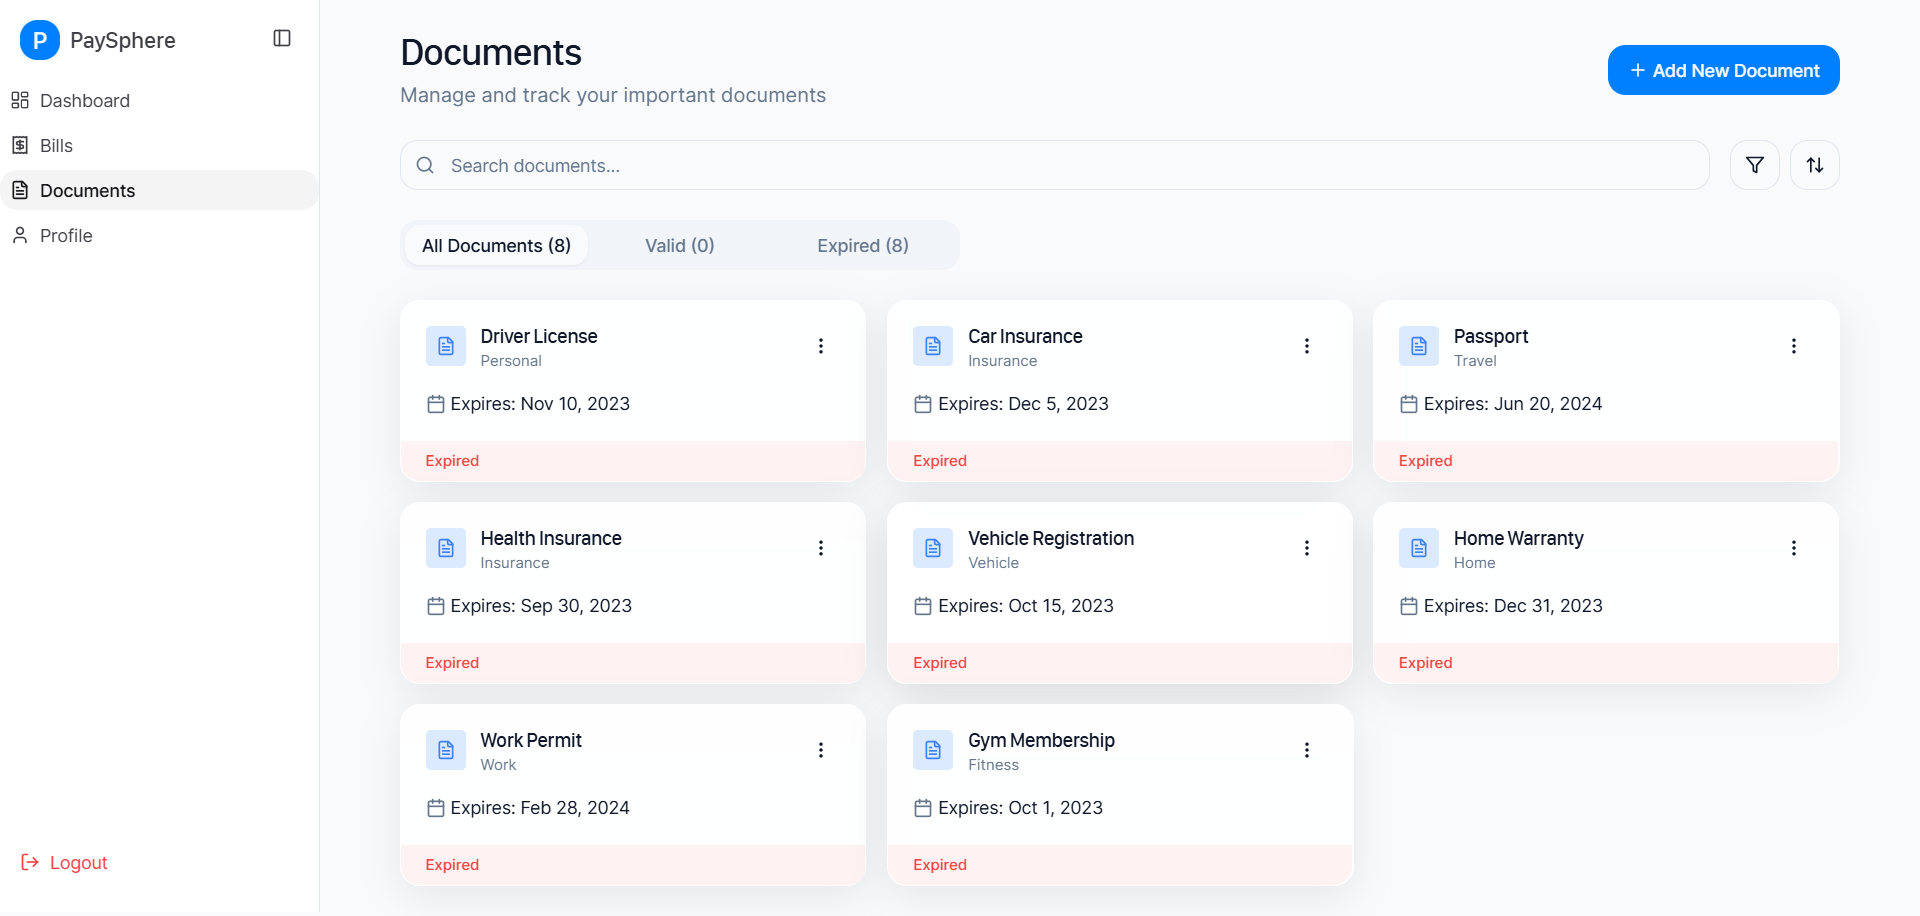 P PaySphere
Dashboard
Bills
Documents
Profile
Logout
Documents
Manage and track your important documents
+ Add New Document
Search documents...
All Documents (8)
Valid (0)
Expired (8)
Driver License
Personal
Expires: Nov 10, 2023
Expired
Car Insurance
Insurance
Expires: Dec 5, 2023
Expired
Passport
Travel
Expires: Jun 20, 2024
Expired
Health Insurance
Insurance
Expires: Sep 30, 2023
Expired
Vehicle Registration
Vehicle
Expires: Oct 15, 2023
Expired
Home Warranty
Home
Expires: Dec 31, 2023
Expired
Work Permit
Work
Expires: Feb 28, 2024
Expired
Gym Membership
Fitness
Expires: Oct 1, 2023
Expired